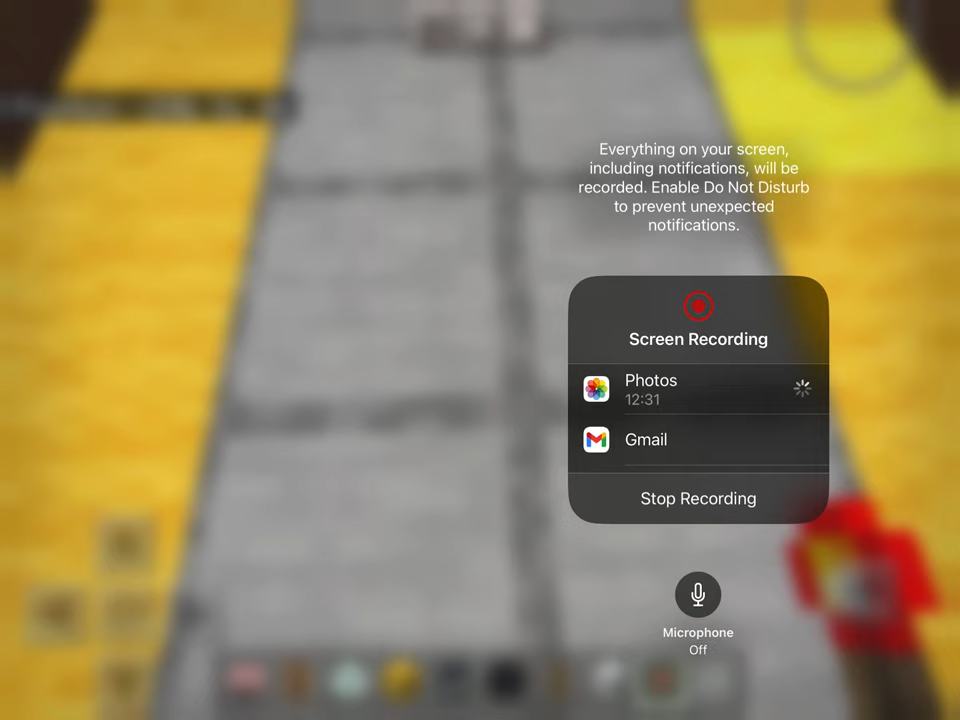 Everything on your screen,
including notifications, will be
recorded. Enable Do Not Disturb
to prevent unexpected
notifications.
Screen Recording
Photos
12:31
Gmail
Stop Recording
Microphone
Off